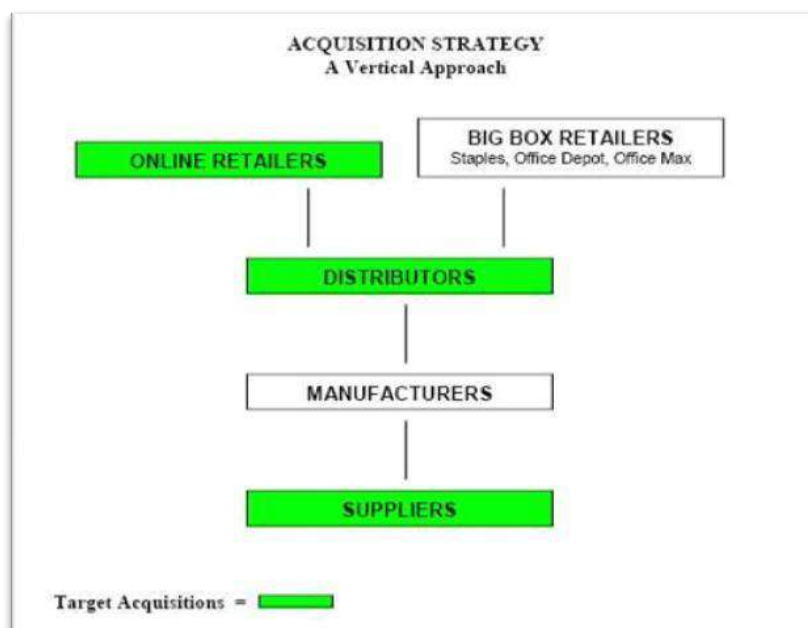 ACQUISITION STRATEGY
A Vertical Approach
ONLINE RETAILERS
BIG BOX RETAILERS
Staples, Office Depot, Office Max
DISTRIBUTORS
MANUFACTURERS
SUPPLIERS
Target Acquisitions =